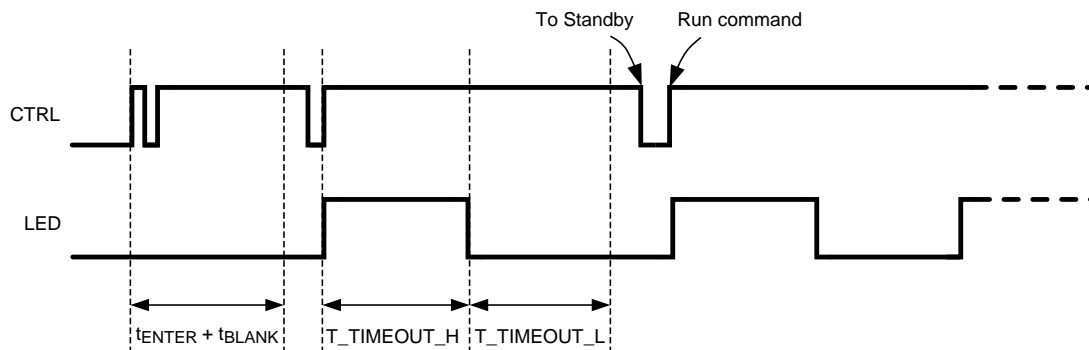 To Standby Run command
CTRL
LED
tENTER + tBLANK T_TIMEOUT_H T_TIMEOUT_L